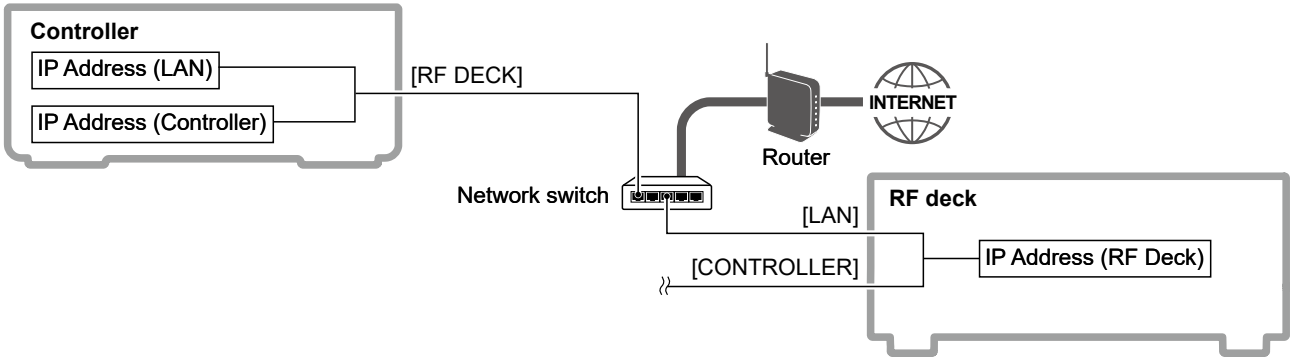 Controller
IP Address (LAN)
IP Address (Controller)
[RF DECK]
INTERNET
Router
Network switch
RF deck
[LAN]
IP Address (RF Deck)
[CONTROLLER]